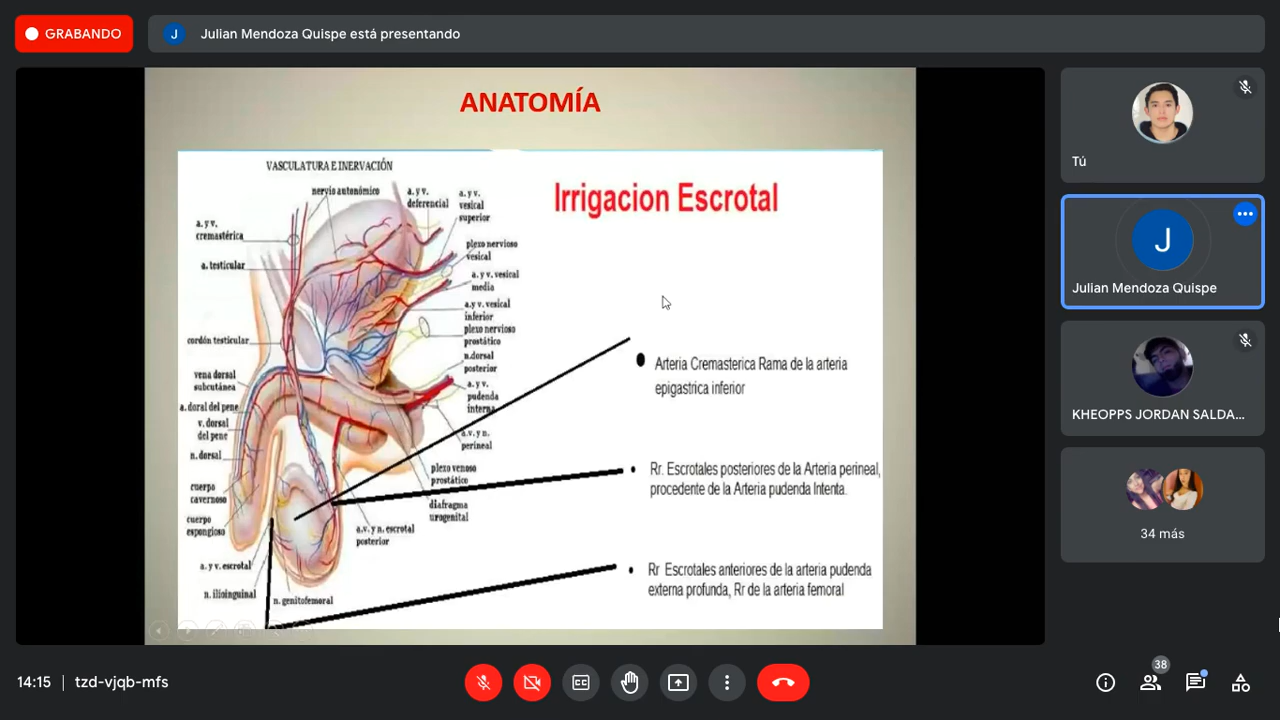 GRABANDO
J
Julian Mendoza Quispe está presentando
ANATOMÍA
VASCULATURA E INERVACIÓN
nervio autonómico
a. y v.
deferencial
a. y v.
vesical
superior
a. y v.
cremastérica
plexo nervioso
vesical
a. testicular
a. y v. vesical
media
a.y v. vesical
inferior
plexo nervioso
prostático
cordón testicular
n.dorsal
posterior
vena dorsal
subcutánea
a. y v.
pudenda
interna
a. doral del pene
v. dorsal
del pene
a.v. y n.
perineal
n. dorsal
plexo venoso
prostático
cuerpo
cavernoso
diafragma
urogenital
cuerpo
espongioso
a.v. y n. escrotal
posterior
a. y v. escrotal
n. ilioinguinal
n. genitofemoral
Irrigacion Escrotal
● Arteria Cremasterica Rama de la arteria
epigastrica inferior
• Rr. Escrotales posteriores de la Arteria perineal,
procedente de la Arteria pudenda Intenta.
• Rr Escrotales anteriores de la arteria pudenda
externa profunda, Rr de la arteria femoral
Tú
J
Julian Mendoza Quispe
KHEOPPS JORDAN SALDA...
34 más
14:15 | tzd-vjqb-mfs
38